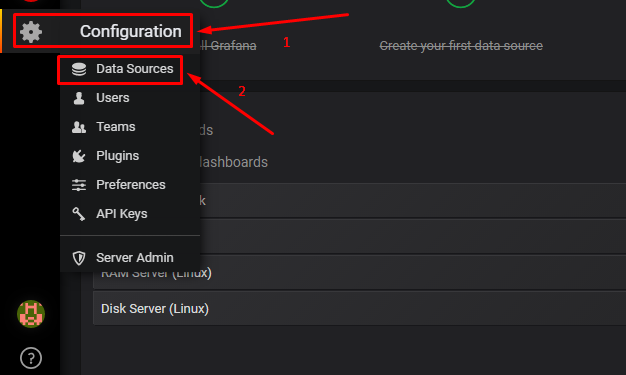 Configuration
1
ll Grafana
Create your first data source
Data Sources
2
Users
Teams
ds
Plugins
lashboards
Preferences
k
API Keys
Server Admin
RAM Server (Linux)
Disk Server (Linux)
?